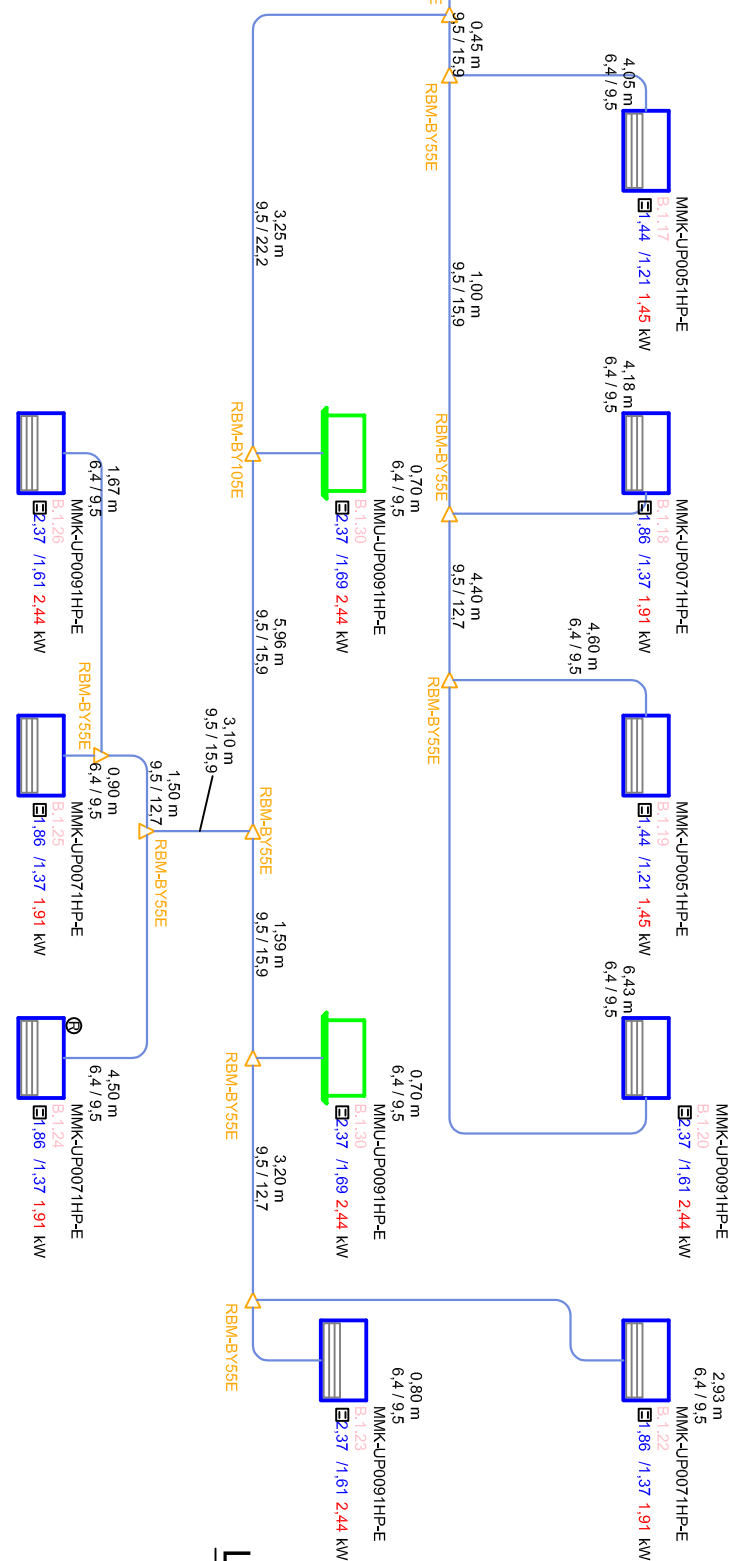 E
0,45 m
9,5 / 15,9
RBM-BY55E
4,05 m
6,4 / 9,5
MMK-UP0051HP-E
B.1.17
1,44 /1,21 1,45 kW
1,00 m
9,5 / 15,9
RBM-BY55E
4,18 m
6,4 / 9,5
MMK-UP0071HP-E
B.1.18
1,86 /1,37 1,91 kW
4,40 m
9,5 / 12,7
RBM-BY55E
4,60 m
6,4 / 9,5
MMK-UP0051HP-E
B.1.19
1,44 /1,21 1,45 kW
6,43 m
6,4 / 9,5
MMK-UP0091HP-E
B.1.20
2,37 /1,61 2,44 kW
3,25 m
9,5 / 22,2
RBM-BY105E
0,70 m
6,4 / 9,5
MMU-UP0091HP-E
B.1.30
2,37 /1,69 2,44 kW
5,96 m
9,5 / 15,9
RBM-BY55E
1,59 m
9,5 / 15,9
RBM-BY55E
0,70 m
6,4 / 9,5
MMU-UP0091HP-E
B.1.30
2,37 /1,69 2,44 kW
3,20 m
9,5 / 12,7
RBM-BY55E
2,93 m
6,4 / 9,5
MMK-UP0071HP-E
B.1.22
1,86 /1,37 1,91 kW
0,80 m
6,4 / 9,5
MMK-UP0091HP-E
B.1.23
2,37 /1,61 2,44 kW
3,10 m
9,5 / 15,9
RBM-BY55E
1,50 m
9,5 / 12,7
RBM-BY55E
1,67 m
6,4 / 9,5
MMK-UP0091HP-E
B.1.26
2,37 /1,61 2,44 kW
0,90 m
6,4 / 9,5
MMK-UP0071HP-E
B.1.25
1,86 /1,37 1,91 kW
R
4,50 m
6,4 / 9,5
MMK-UP0071HP-E
B.1.24
1,86 /1,37 1,91 kW
L